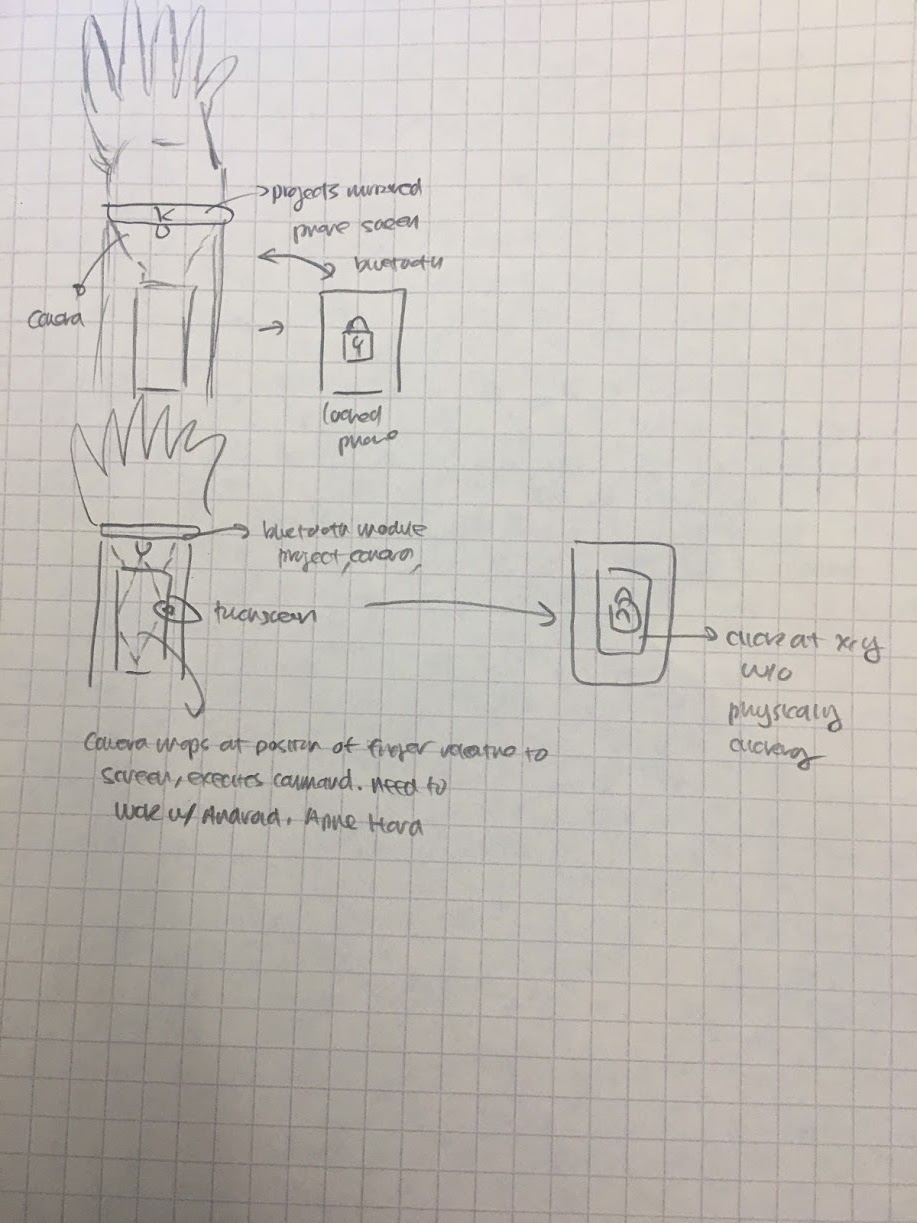 projects mirrored
phone screen
bluetooth
camera
locked
phone
bluetooth module
project, camera,
touchscreen
click at x,y
w/o
physically
clicking
Camera maps at position of finger relative to
screen, executes command. need to
work w/ Android. Apple Hard